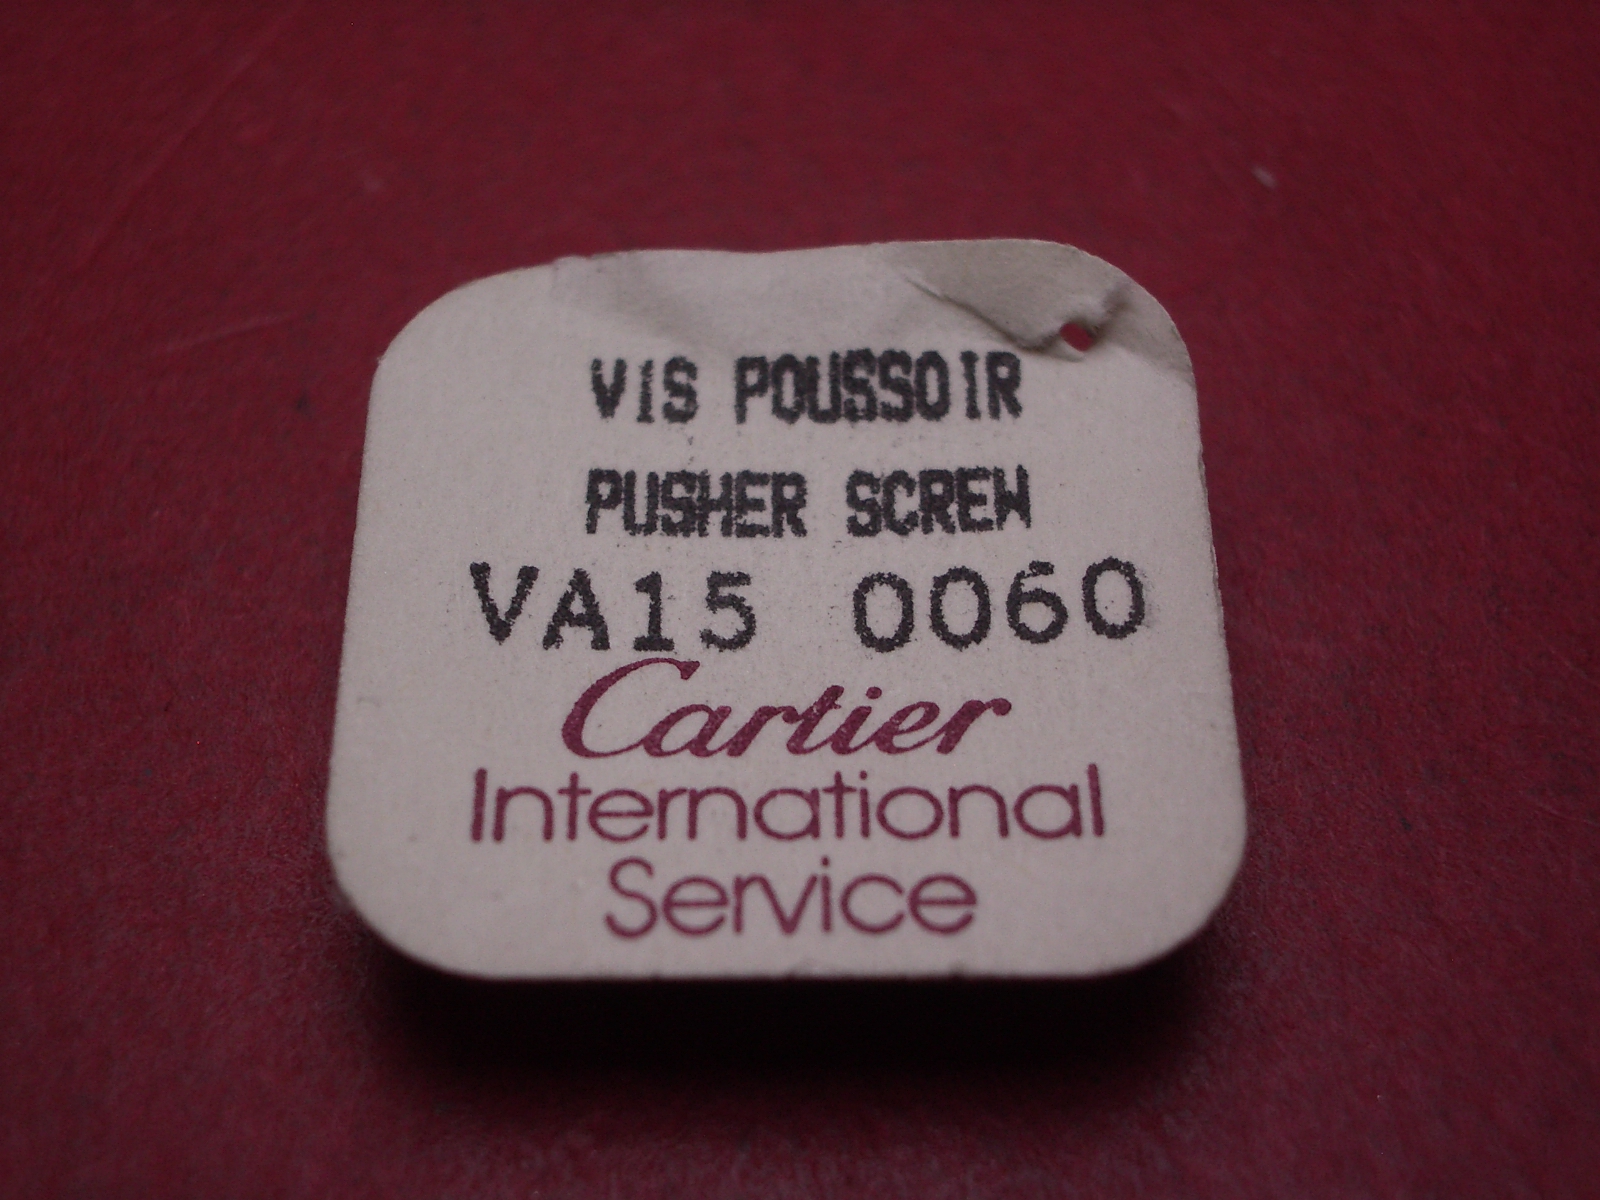 VIS POUSSOIR
PUSHER SCREW
VA15 0060
Cartier
International
Service